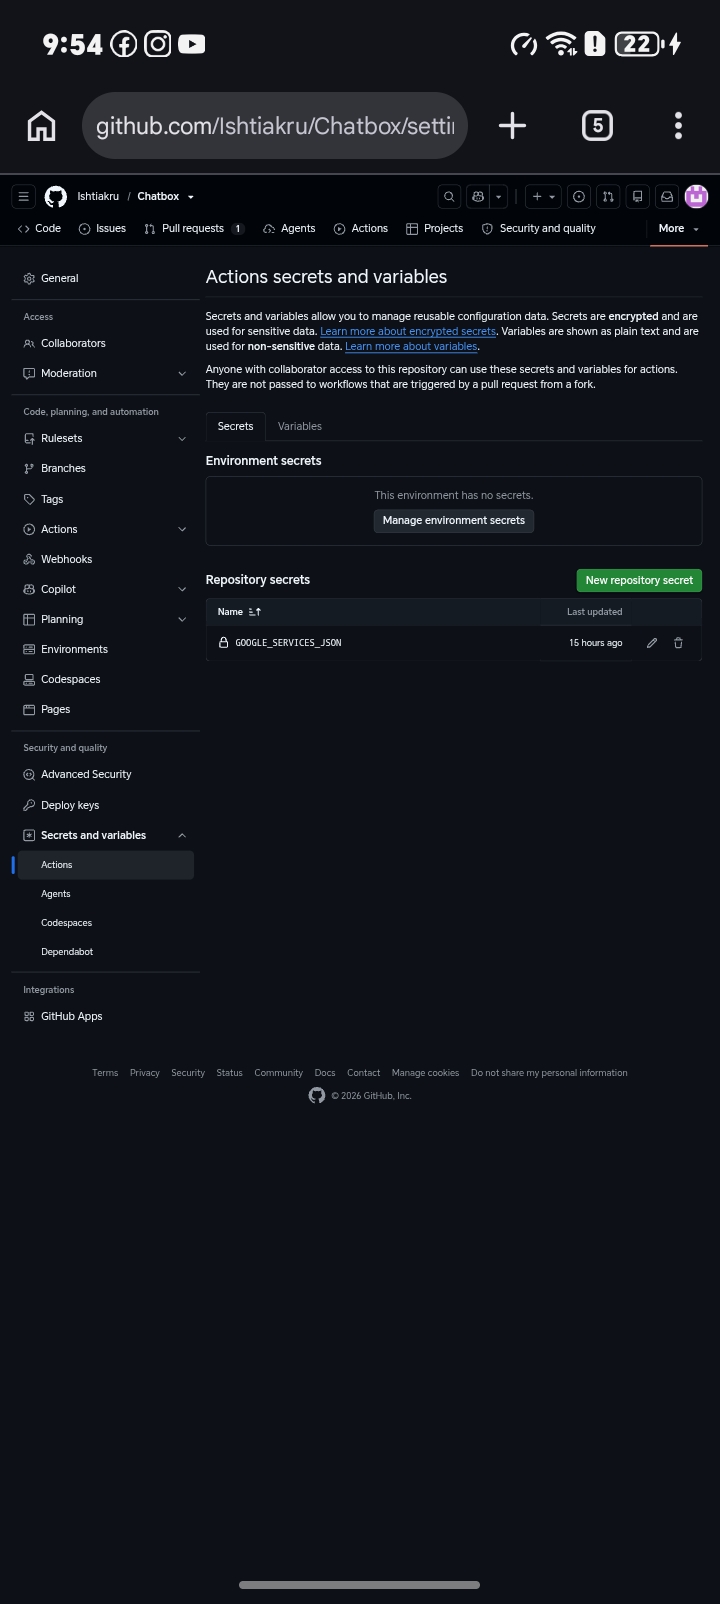 9:54
22
github.com/Ishtiakru/Chatbox/setti
5
Ishtiakru / Chatbox
Code
Issues
Pull requests 1
Agents
Actions
Projects
Security and quality
More
General
Access
Collaborators
Moderation
Code, planning, and automation
Rulesets
Branches
Tags
Actions
Webhooks
Copilot
Planning
Environments
Codespaces
Pages
Security and quality
Advanced Security
Deploy keys
Secrets and variables
Actions
Agents
Codespaces
Dependabot
Integrations
GitHub Apps
Actions secrets and variables
Secrets and variables allow you to manage reusable configuration data. Secrets are encrypted and are
used for sensitive data. Learn more about encrypted secrets. Variables are shown as plain text and are
used for non-sensitive data. Learn more about variables.
Anyone with collaborator access to this repository can use these secrets and variables for actions.
They are not passed to workflows that are triggered by a pull request from a fork.
Secrets
Variables
Environment secrets
This environment has no secrets.
Manage environment secrets
Repository secrets
New repository secret
Name
Last updated
GOOGLE_SERVICES_JSON
15 hours ago
Terms Privacy Security Status Community Docs Contact Manage cookies Do not share my personal information
© 2026 GitHub, Inc.